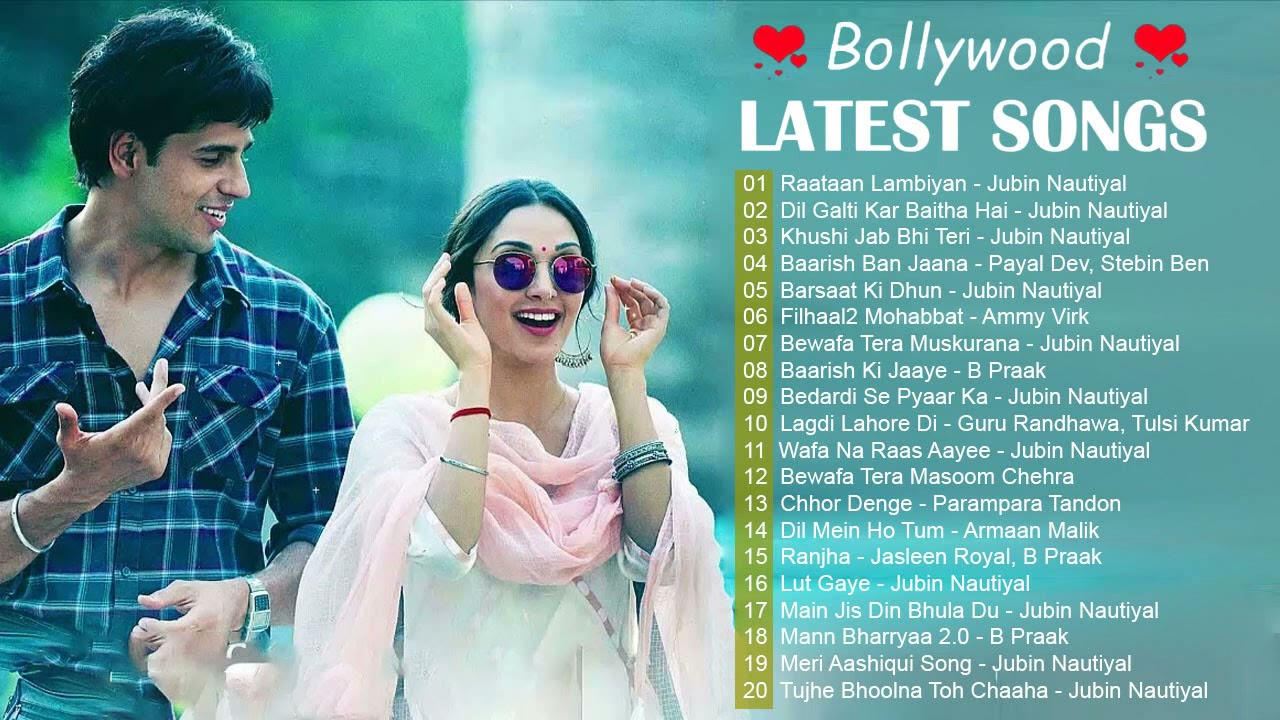 Bollywood
LATEST SONGS
01 Raataan Lambiyan - Jubin Nautiyal
02 Dil Galti Kar Baitha Hai - Jubin Nautiyal
03 Khushi Jab Bhi Teri - Jubin Nautiyal
04 Baarish Ban Jaana - Payal Dev, Stebin Ben
05 Barsaat Ki Dhun - Jubin Nautiyal
06 Filhaal2 Mohabbat - Ammy Virk
07 Bewafa Tera Muskurana - Jubin Nautiyal
08 Baarish Ki Jaaye - B Praak
09 Bedardi Se Pyaar Ka - Jubin Nautiyal
10 Lagdi Lahore Di - Guru Randhawa, Tulsi Kumar
11 Wafa Na Raas Aayee - Jubin Nautiyal
12 Bewafa Tera Masoom Chehra
13 Chhor Denge - Parampara Tandon
14 Dil Mein Ho Tum - Armaan Malik
15 Ranjha - Jasleen Royal, B Praak
16 Lut Gaye - Jubin Nautiyal
17 Main Jis Din Bhula Du - Jubin Nautiyal
18 Mann Bharryaa 2.0 - B Praak
19 Meri Aashiqui Song - Jubin Nautiyal
20 Tujhe Bhoolna Toh Chaaha - Jubin Nautiyal